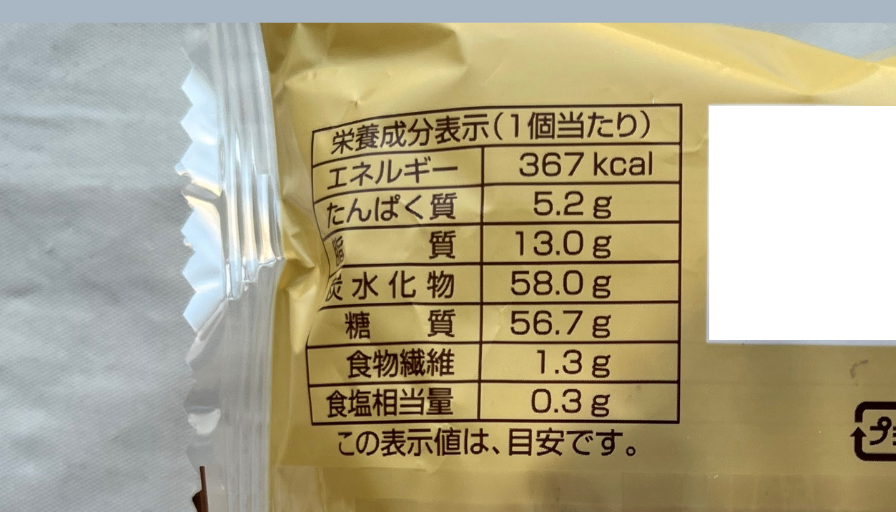 栄養成分表示(1個当たり)
エネルギー 367 kcal
たんぱく質 5.2 g
脂質 13.0 g
炭水化物 58.0 g
糖質 56.7 g
食物繊維 1.3 g
食塩相当量 0.3 g
この表示値は、目安です。
プ